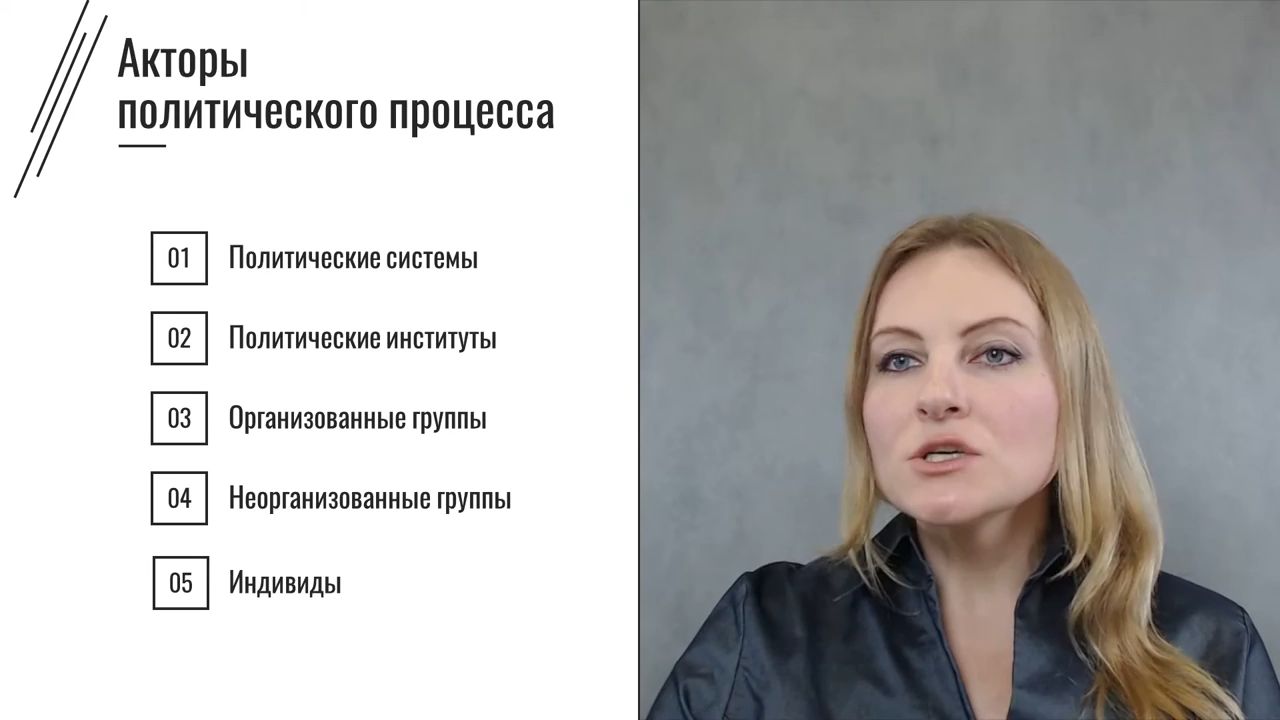 Акторы
политического процесса
01 Политические системы
02 Политические институты
03 Организованные группы
04 Неорганизованные группы
05 Индивиды